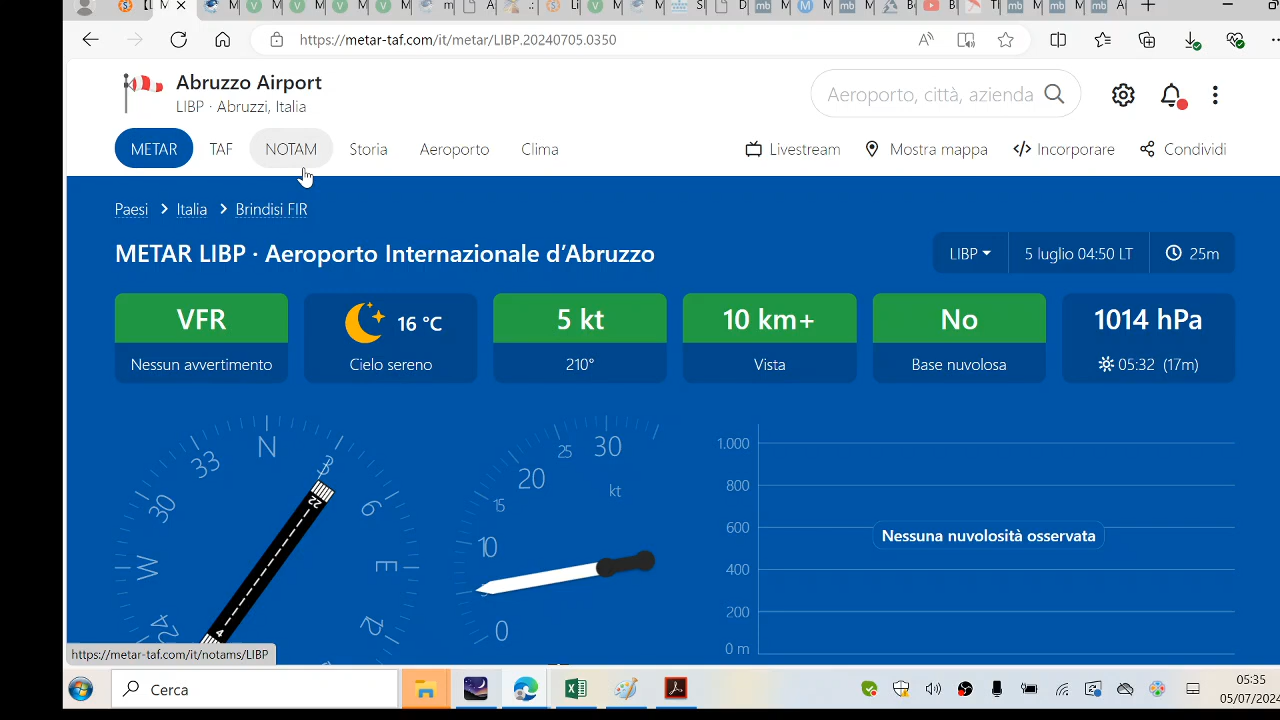 https://metar-taf.com/it/metar/LIBP.20240705.0350
Abruzzo Airport
LIBP · Abruzzi, Italia
Aeroporto, città, azienda
METAR TAF NOTAM Storia Aeroporto Clima Livestream Mostra mappa Incorporare Condividi
Paesi > Italia > Brindisi FIR
METAR LIBP · Aeroporto Internazionale d'Abruzzo
LIBP 5 luglio 04:50 LT 25m
VFR 16 °C 5 kt 10 km+ No 1014 hPa
Nessun avvertimento Cielo sereno 210° Vista Base nuvolosa 05:32 (17m)
N 3 6 E 12 24 W 30 33
22
4
0 10 15 20 25 30
kt
1.000
800
600
400
200
0 m
Nessuna nuvolosità osservata
https://metar-taf.com/it/notams/LIBP
Cerca
05:35
05/07/2024